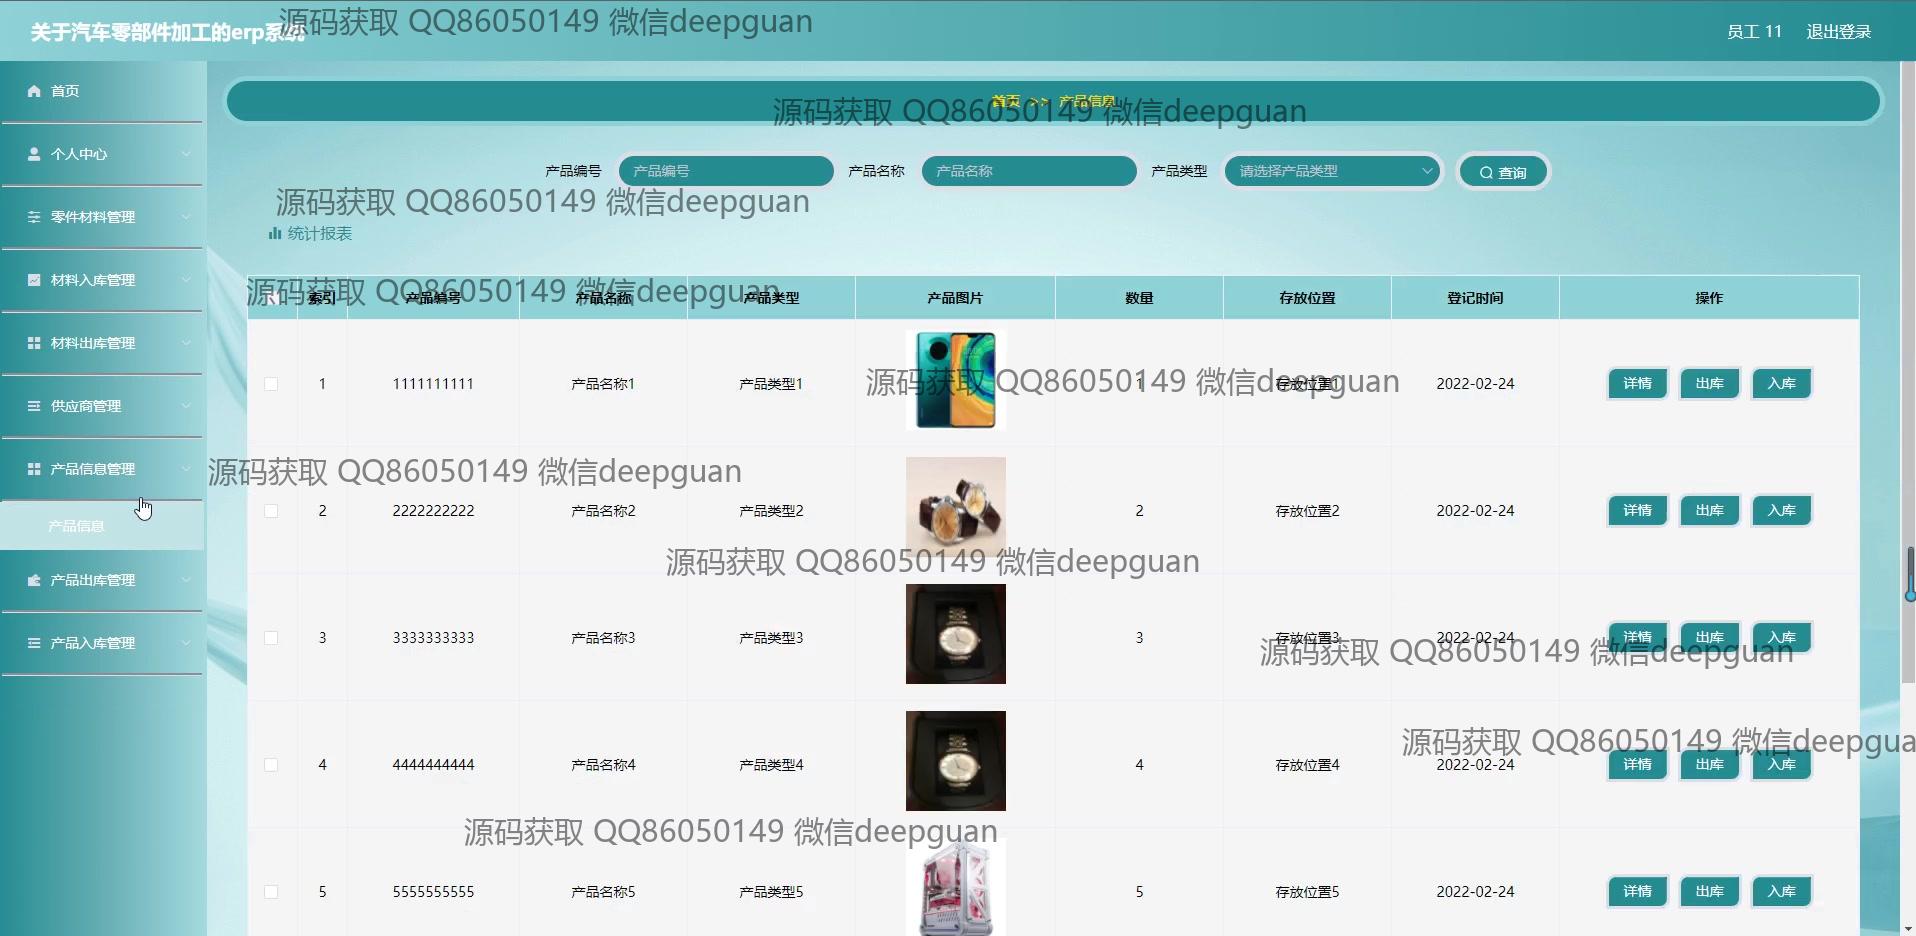 关于汽车零部件加工的erp系统
源码获取 QQ86050149 微信deepguan
员工 11 退出登录
首页
首页 >> 产品信息
源码获取 QQ86050149 微信deepguan
个人中心
产品编号 产品编号 产品名称 产品名称 产品类型 请选择产品类型 查询
源码获取 QQ86050149 微信deepguan
零件材料管理
统计报表
材料入库管理
源码获取 QQ86050149 微信deepguan
索引 产品编号 产品名称 产品类型 产品图片 数量 存放位置 登记时间 操作
材料出库管理
1 1111111111 产品名称1 产品类型1 1 存放位置1 2022-02-24 详情 出库 入库
源码获取 QQ86050149 微信deepguan
供应商管理
产品信息管理
源码获取 QQ86050149 微信deepguan
2 2222222222 产品名称2 产品类型2 2 存放位置2 2022-02-24 详情 出库 入库
产品信息
源码获取 QQ86050149 微信deepguan
产品出库管理
3 3333333333 产品名称3 产品类型3 3 存放位置3 2022-02-24 详情 出库 入库
产品入库管理
源码获取 QQ86050149 微信deepguan
源码获取 QQ86050149 微信deepgua
4 4444444444 产品名称4 产品类型4 4 存放位置4 2022-02-24 详情 出库 入库
源码获取 QQ86050149 微信deepguan
5 5555555555 产品名称5 产品类型5 5 存放位置5 2022-02-24 详情 出库 入库